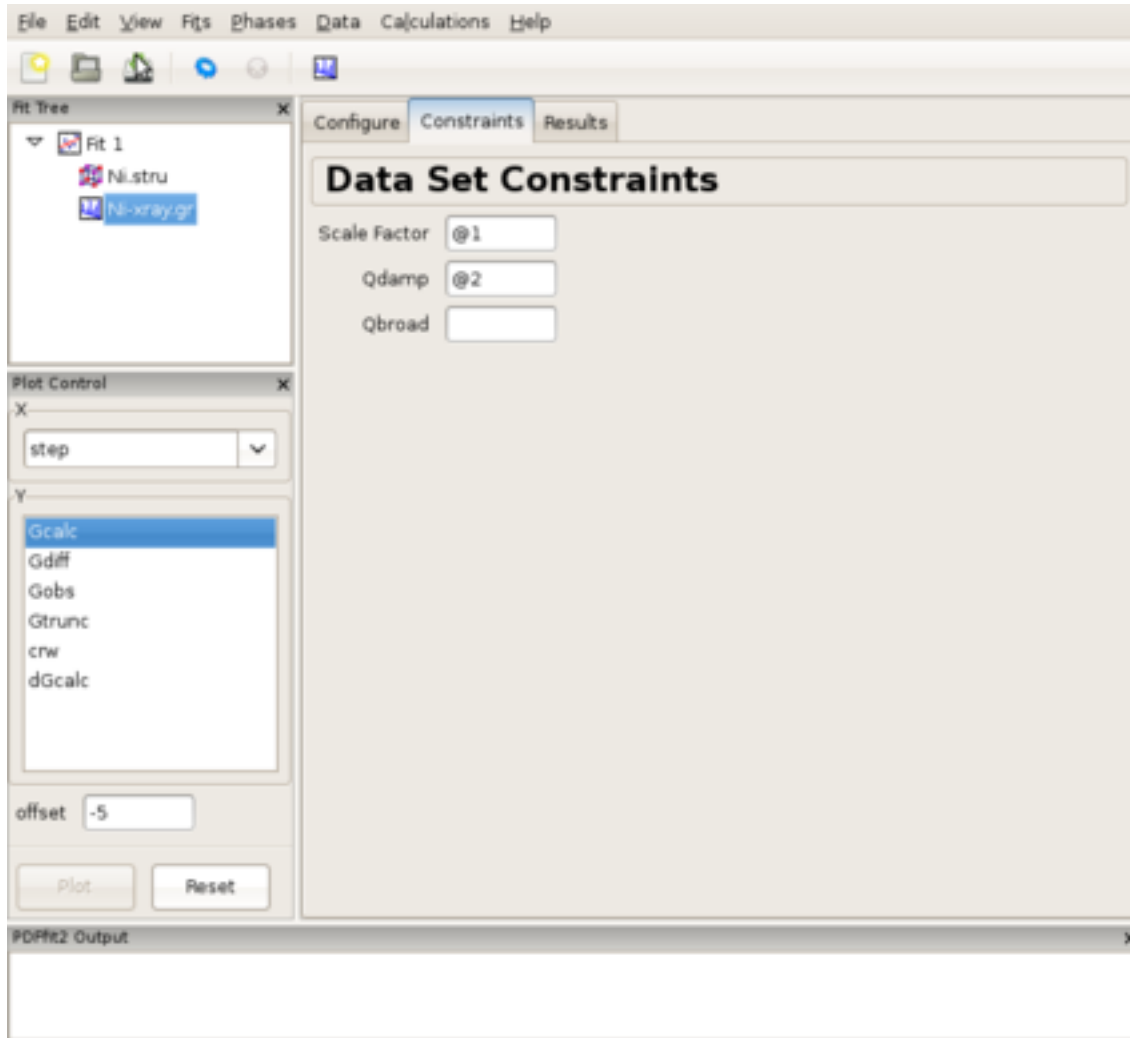 File Edit View Fits Phases Data Calculations Help
Fit Tree x
Fit 1
Ni.stru
Ni-xray.gr
Configure Constraints Results
Data Set Constraints
Scale Factor @1
Qdamp @2
Qbroad
Plot Control x
X
step
Y
Gcalc
Gdiff
Gobs
Gtrunc
crw
dGcalc
offset -5
Plot Reset
PDFfit2 Output x